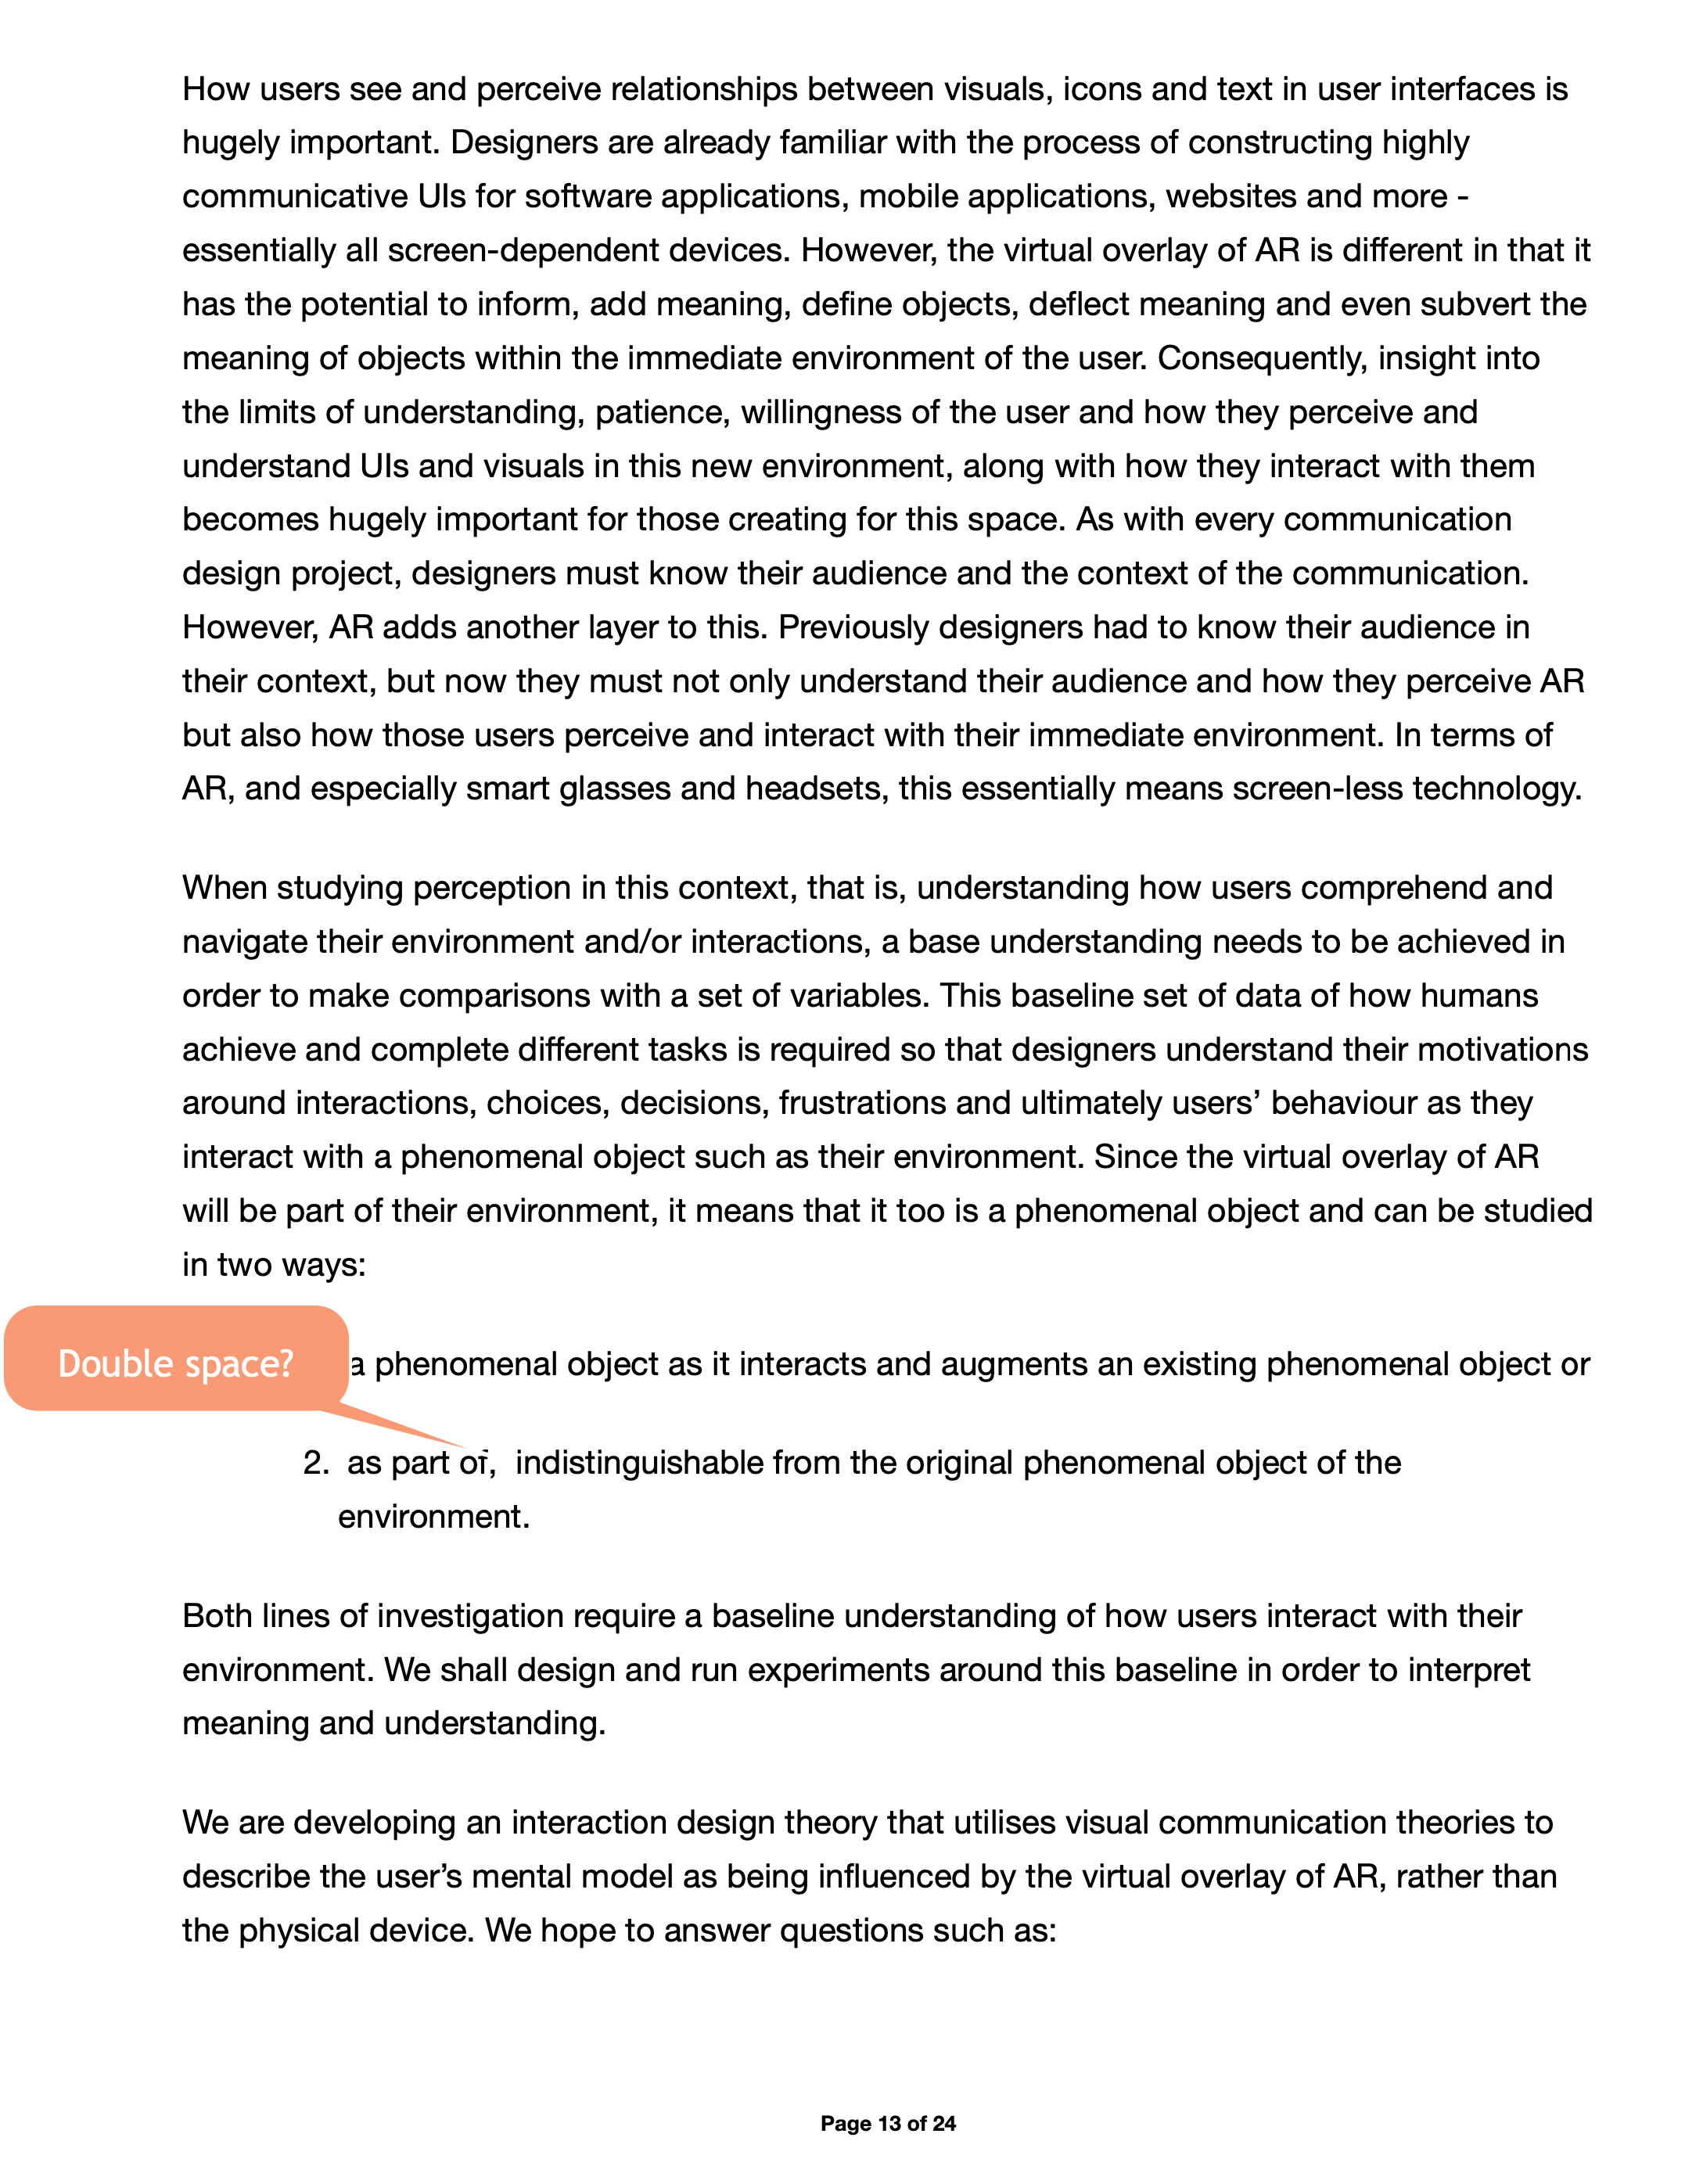 How users see and perceive relationships between visuals, icons and text in user interfaces is
hugely important. Designers are already familiar with the process of constructing highly
communicative UIs for software applications, mobile applications, websites and more -
essentially all screen-dependent devices. However, the virtual overlay of AR is different in that it
has the potential to inform, add meaning, define objects, deflect meaning and even subvert the
meaning of objects within the immediate environment of the user. Consequently, insight into
the limits of understanding, patience, willingness of the user and how they perceive and
understand UIs and visuals in this new environment, along with how they interact with them
becomes hugely important for those creating for this space. As with every communication
design project, designers must know their audience and the context of the communication.
However, AR adds another layer to this. Previously designers had to know their audience in
their context, but now they must not only understand their audience and how they perceive AR
but also how those users perceive and interact with their immediate environment. In terms of
AR, and especially smart glasses and headsets, this essentially means screen-less technology.
When studying perception in this context, that is, understanding how users comprehend and
navigate their environment and/or interactions, a base understanding needs to be achieved in
order to make comparisons with a set of variables. This baseline set of data of how humans
achieve and complete different tasks is required so that designers understand their motivations
around interactions, choices, decisions, frustrations and ultimately users’ behaviour as they
interact with a phenomenal object such as their environment. Since the virtual overlay of AR
will be part of their environment, it means that it too is a phenomenal object and can be studied
in two ways:
Double space?
a phenomenal object as it interacts and augments an existing phenomenal object or
2.  as part of,  indistinguishable from the original phenomenal object of the
environment.
Both lines of investigation require a baseline understanding of how users interact with their
environment. We shall design and run experiments around this baseline in order to interpret
meaning and understanding.
We are developing an interaction design theory that utilises visual communication theories to
describe the user’s mental model as being influenced by the virtual overlay of AR, rather than
the physical device. We hope to answer questions such as:
Page 13 of 24